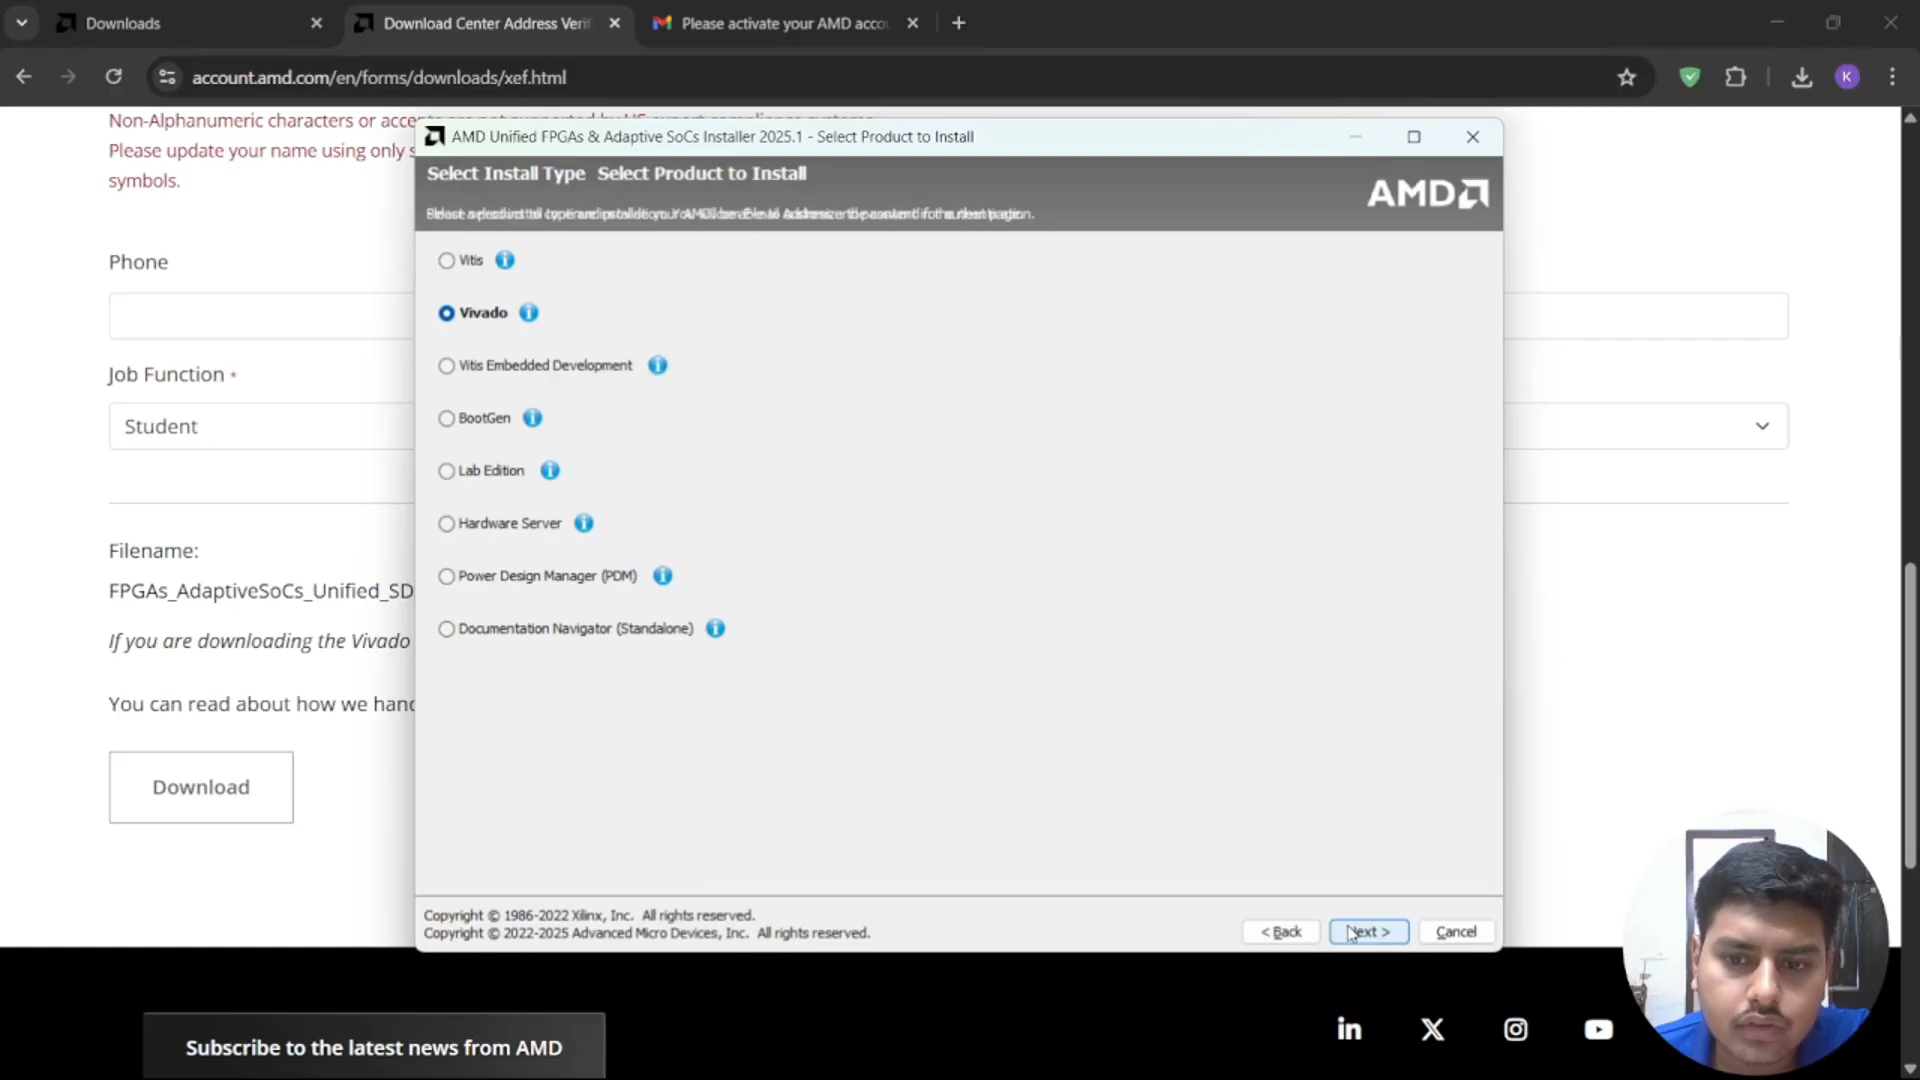 Downloads
Download Center Address Verif
Please activate your AMD acco
account.amd.com/en/forms/downloads/xef.html
K
Non-Alphanumeric characters or acce
Please update your name using only s
symbols.
AMD Unified FPGAs & Adaptive SoCs Installer 2025.1 - Select Product to Install
Select Install Type Select Product to Install
AMD
Phone
Job Function *
Student
Filename:
FPGAs_AdaptiveSoCs_Unified_SD
If you are downloading the Vivado
You can read about how we hand
Download
Vitis
Vivado
Vitis Embedded Development
BootGen
Lab Edition
Hardware Server
Power Design Manager (PDM)
Documentation Navigator (Standalone)
Copyright © 1986-2022 Xilinx, Inc. All rights reserved.
Copyright © 2022-2025 Advanced Micro Devices, Inc. All rights reserved.
< Back
Next >
Cancel
Subscribe to the latest news from AMD